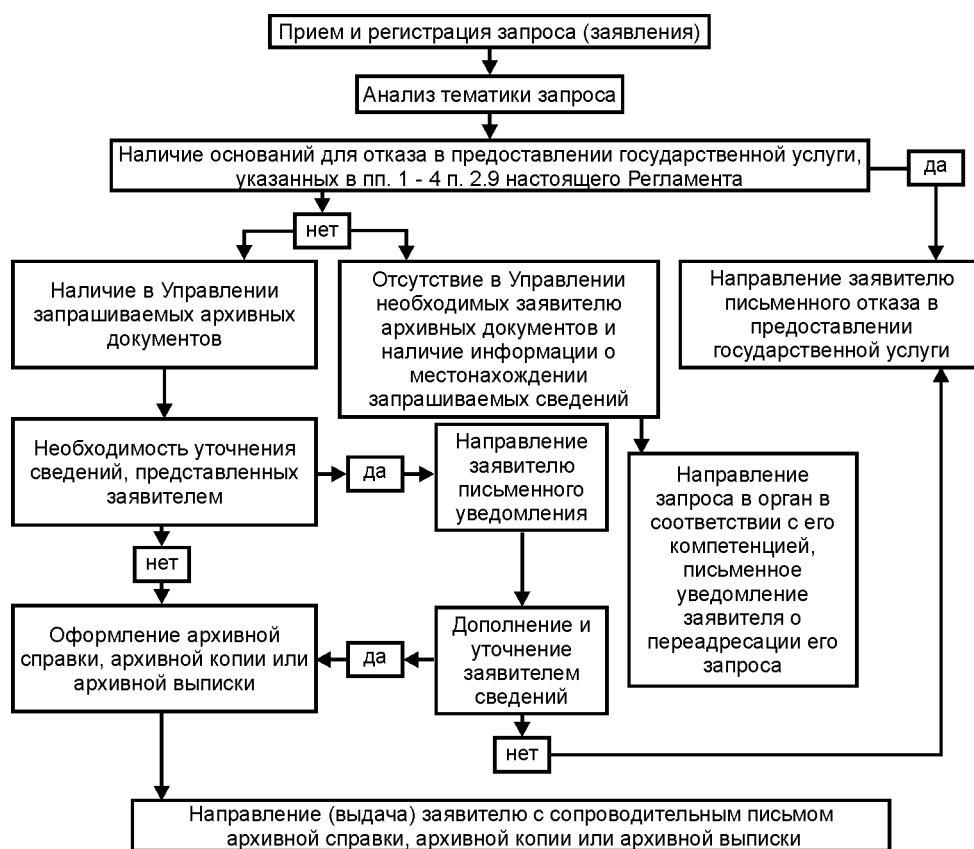 Прием и регистрация запроса (заявления)
Анализ тематики запроса
Наличие оснований для отказа в предоставлении государственной услуги,
указанных в пп. 1 - 4 п. 2.9 настоящего Регламента
да
нет
Наличие в Управлении
запрашиваемых архивных
документов
Отсутствие в Управлении
необходимых заявителю
архивных документов и
наличие информации о
местонахождении
запрашиваемых сведений
Направление заявителю
письменного отказа в
предоставлении
государственной услуги
Необходимость уточнения
сведений, представленных
заявителем
да
Направление
заявителю
письменного
уведомления
Направление
запроса в орган в
соответствии с его
компетенцией,
письменное
уведомление
заявителя о
переадресации его
запроса
нет
Оформление архивной
справки, архивной копии или
архивной выписки
да
Дополнение и
уточнение
заявителем
сведений
нет
Направление (выдача) заявителю с сопроводительным письмом
архивной справки, архивной копии или архивной выписки